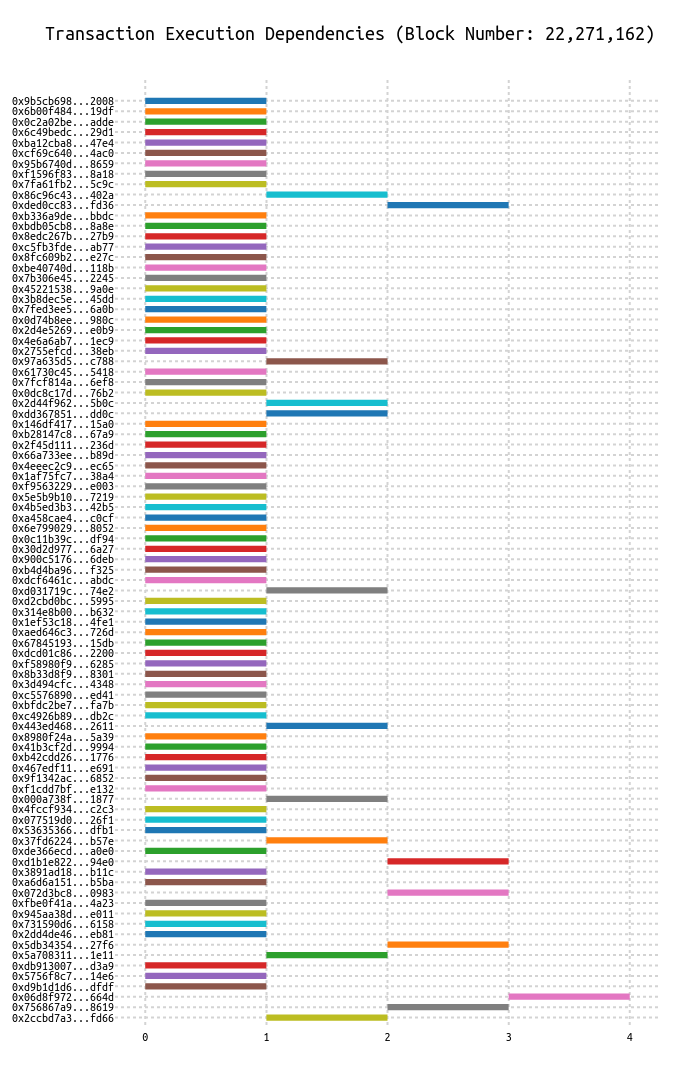 Transaction Execution Dependencies (Block Number: 22,271,162)
0x9b5cb698...2008
0x6b00f484...19df
0x0c2a02be...adde
0x6c49bedc...29d1
0xba12cba8...47e4
0xcf69c640...4ac0
0x95b6740d...8659
0xf1596f83...8a18
0x7fa61fb2...5c9c
0x86c96c43...402a
0xded0cc83...fd36
0xb336a9de...bbdc
0xbdb05cb8...8a8e
0x8edc267b...27b9
0xc5fb3fde...ab77
0x8fc609b2...e27c
0xbe40740d...118b
0x7b306e45...2245
0x45221538...9a0e
0x3b8dec5e...45dd
0x7fed3ee5...6a0b
0x0d74b8ee...980c
0x2d4e5269...e0b9
0x4e6a6ab7...1ec9
0x2755efcd...38eb
0x97a635d5...c788
0x61730c45...5418
0x7fcf814a...6ef8
0x0dc8c17d...76b2
0x2d44f962...5b0c
0xdd367851...dd0c
0x146df417...15a0
0xb28147c8...67a9
0x2f45d111...236d
0x66a733ee...b89d
0x4eeec2c9...ec65
0x1af75fc7...38a4
0xf9563229...e003
0x5e5b9b10...7219
0x4b5ed3b3...42b5
0xa458cae4...c0cf
0x6e799029...8052
0x0c11b39c...df94
0x30d2d977...6a27
0x900c5176...6deb
0xb4d4ba96...f325
0xdcf6461c...abdc
0xd031719c...74e2
0xd2cbd0bc...5995
0x314e8b00...b632
0x1ef53c18...4fe1
0xaed646c3...726d
0x67845193...15db
0xdcd01c86...2200
0xf58980f9...6285
0x8b33d8f9...8301
0x3d494cfc...4348
0xc5576890...ed41
0xbfdc2be7...fa7b
0xc4926b89...db2c
0x443ed468...2611
0x8980f24a...5a39
0x41b3cf2d...9994
0xb42cdd26...1776
0x467edf11...e691
0x9f1342ac...6852
0xf1cdd7bf...e132
0x000a738f...1877
0x4fccf934...c2c3
0x077519d0...26f1
0x53635366...dfb1
0x37fd6224...b57e
0xde366ecd...a0e0
0xd1b1e822...94e0
0x3891ad18...b11c
0xa6d6a151...b5ba
0x072d3bc8...0983
0xfbe0f41a...4a23
0x945aa38d...e011
0x731590d6...6158
0x2dd4de46...eb81
0x5db34354...27f6
0x5a708311...1e11
0xdb913007...d3a9
0x5756f8c7...14e6
0xd9b1d1d6...dfdf
0x06d8f972...664d
0x756867a9...8619
0x2ccbd7a3...fd66
0 1 2 3 4